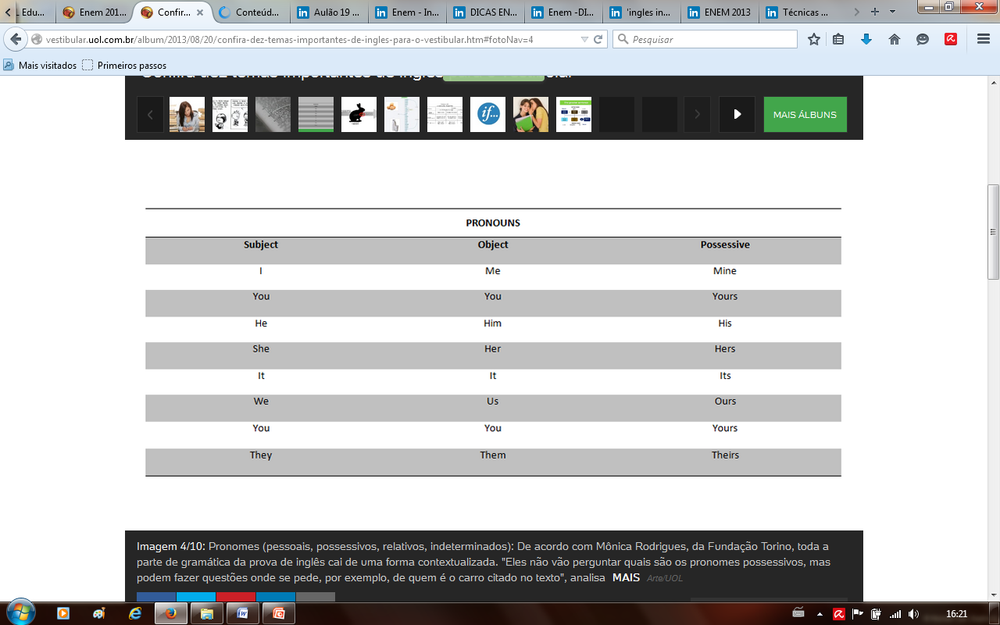 L Edu...
Enem 201...
Confir...
Conteúd...
Aulão 19 ...
Enem - In...
DICAS EN...
Enem -DI...
'ingles in...
ENEM 2013
Técnicas ...
vestibular.uol.com.br/album/2013/08/20/confira-dez-temas-importantes-de-ingles-para-o-vestibular.htm#fotoNav=4
Pesquisar
Mais visitados Primeiros passos
Confira dez temas importantes de inglês
if...
MAIS ÁLBUNS
PRONOUNS
Subject Object Possessive
I Me Mine
You You Yours
He Him His
She Her Hers
It It Its
We Us Ours
You You Yours
They Them Theirs
Imagem 4/10: Pronomes (pessoais, possessivos, relativos, indeterminados): De acordo com Mônica Rodrigues, da Fundação Torino, toda a
parte de gramática da prova de inglês cai de uma forma contextualizada. "Eles não vão perguntar quais são os pronomes possessivos, mas
podem fazer questões onde se pede, por exemplo, de quem é o carro citado no texto", analisa MAIS Arte/UOL
16:21